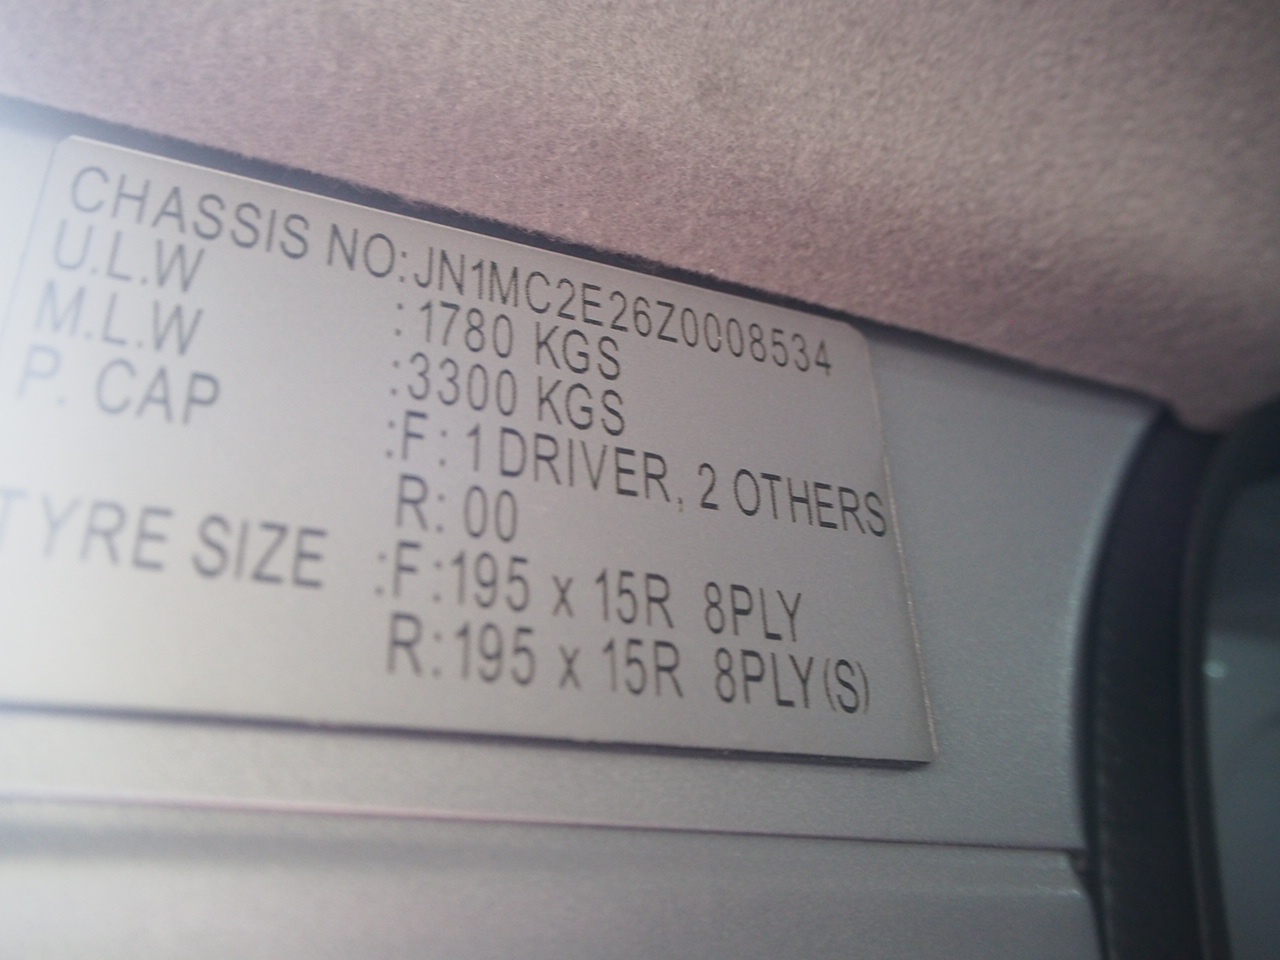 CHASSIS NO: JN1MC2E26Z0008534
U.L.W : 1780 KGS
M.L.W : 3300 KGS
P. CAP : F: 1 DRIVER, 2 OTHERS
R: 00
TYRE SIZE : F: 195 x 15R 8PLY
R: 195 x 15R 8PLY(S)